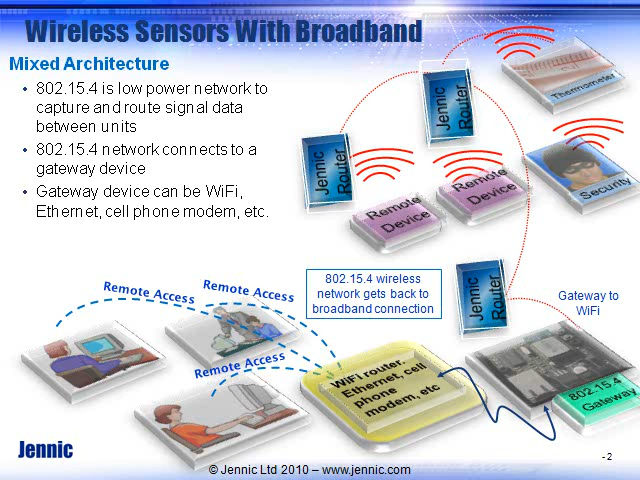 Wireless Sensors With Broadband
Mixed Architecture
• 802.15.4 is low power network to
capture and route signal data
between units
• 802.15.4 network connects to a
gateway device
• Gateway device can be WiFi,
Ethernet, cell phone modem, etc.
Thermometer
Jennic
Router
Jennic
Router
Security
Remote
Device
Remote
Device
Jennic
Router
802.15.4 wireless
network gets back to
broadband connection
Gateway to
WiFi
Remote Access
Remote Access
Remote Access
WiFi router,
Ethernet, cell
phone
modem, etc
802.15.4
Gateway
Jennic
- 2
© Jennic Ltd 2010 – www.jennic.com